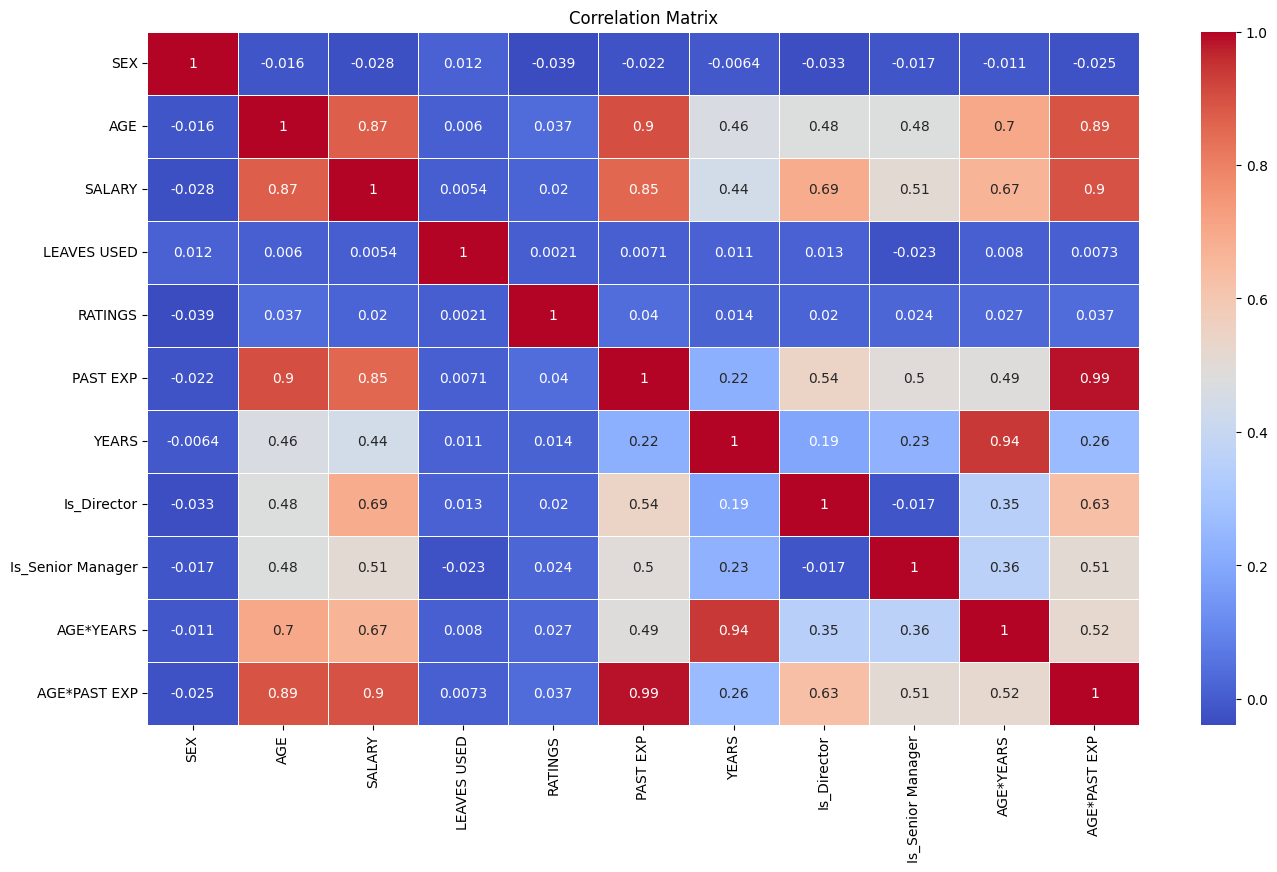 Correlation Matrix
SEX 1 -0.016 -0.028 0.012 -0.039 -0.022 -0.0064 -0.033 -0.017 -0.011 -0.025
AGE -0.016 1 0.87 0.006 0.037 0.9 0.46 0.48 0.48 0.7 0.89
SALARY -0.028 0.87 1 0.0054 0.02 0.85 0.44 0.69 0.51 0.67 0.9
LEAVES USED 0.012 0.006 0.0054 1 0.0021 0.0071 0.011 0.013 -0.023 0.008 0.0073
RATINGS -0.039 0.037 0.02 0.0021 1 0.04 0.014 0.02 0.024 0.027 0.037
PAST EXP -0.022 0.9 0.85 0.0071 0.04 1 0.22 0.54 0.5 0.49 0.99
YEARS -0.0064 0.46 0.44 0.011 0.014 0.22 1 0.19 0.23 0.94 0.26
Is_Director -0.033 0.48 0.69 0.013 0.02 0.54 0.19 1 -0.017 0.35 0.63
Is_Senior Manager -0.017 0.48 0.51 -0.023 0.024 0.5 0.23 -0.017 1 0.36 0.51
AGE*YEARS -0.011 0.7 0.67 0.008 0.027 0.49 0.94 0.35 0.36 1 0.52
AGE*PAST EXP -0.025 0.89 0.9 0.0073 0.037 0.99 0.26 0.63 0.51 0.52 1
SEX
AGE
SALARY
LEAVES USED
RATINGS
PAST EXP
YEARS
Is_Director
Is_Senior Manager
AGE*YEARS
AGE*PAST EXP
1.0
0.8
0.6
0.4
0.2
0.0